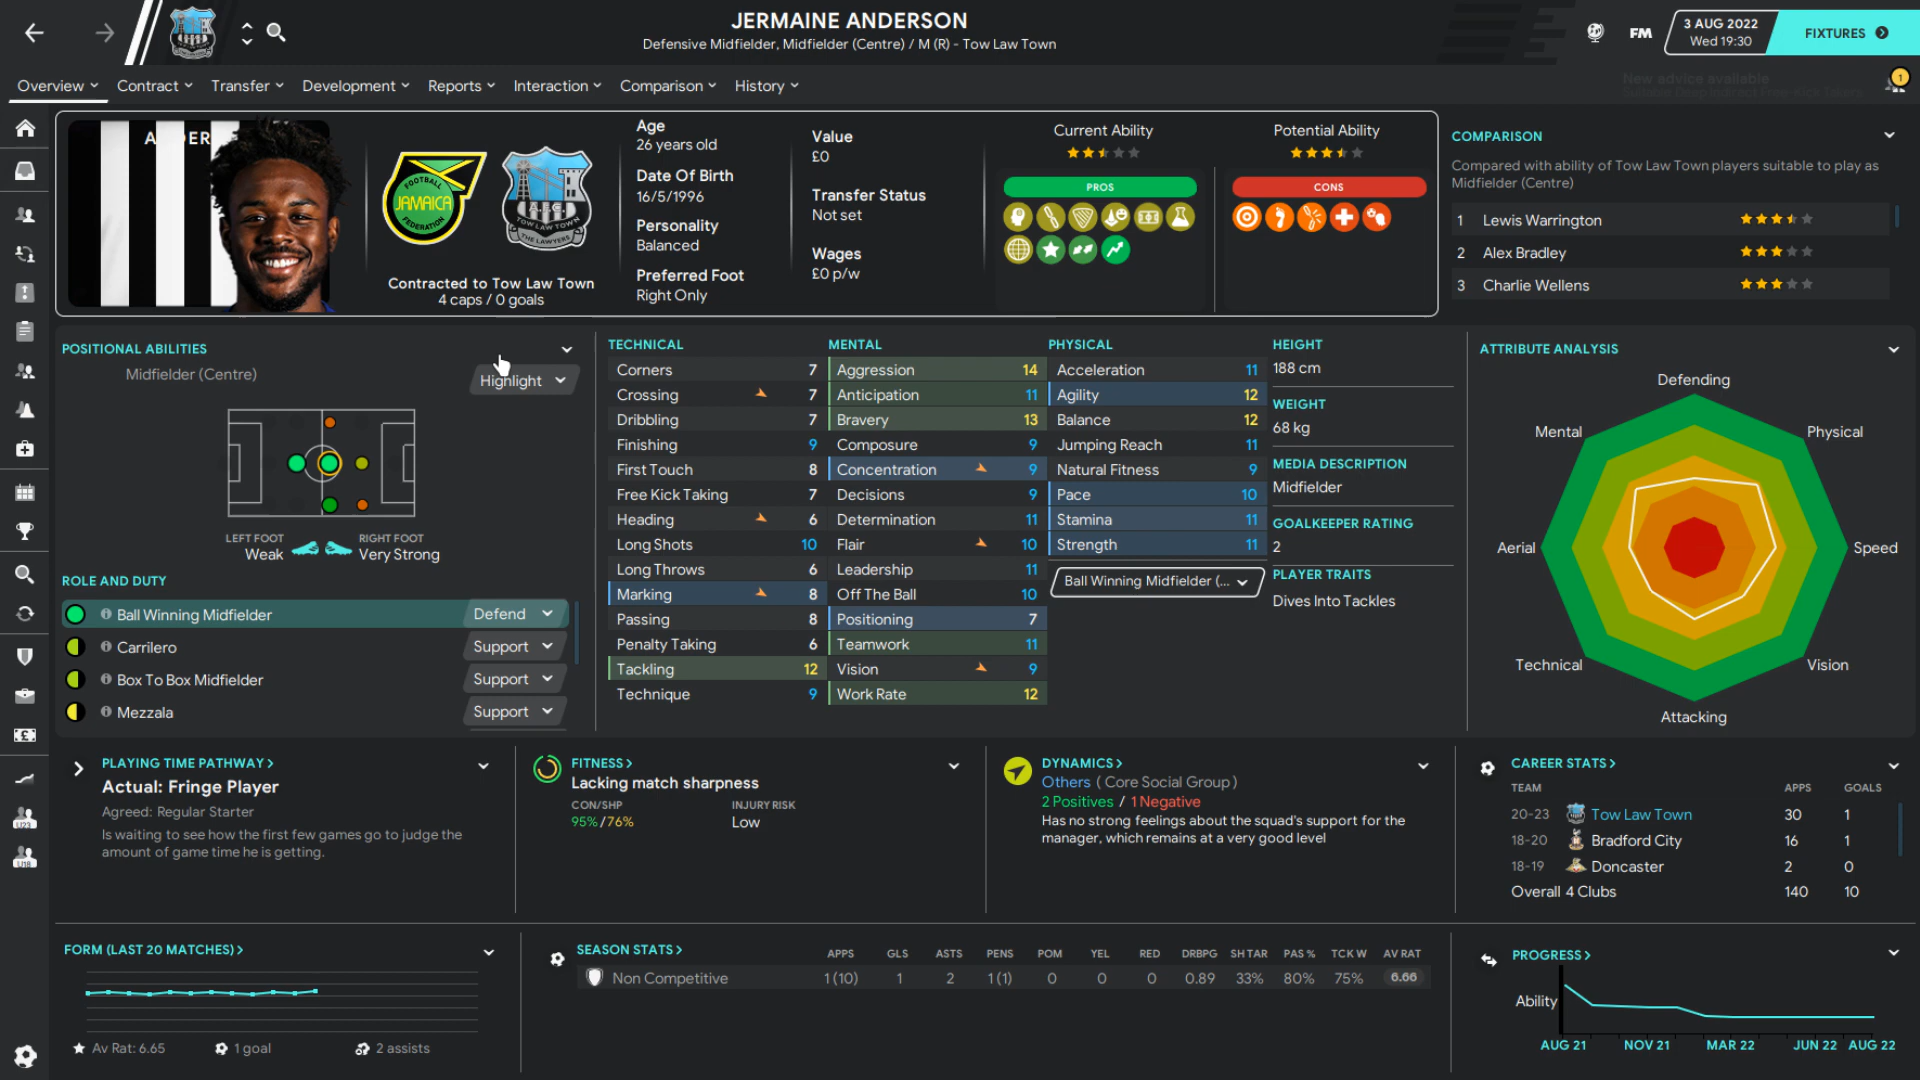 JERMAINE ANDERSON
Defensive Midfielder, Midfielder (Centre) / M (R) - Tow Law Town
FM
3 AUG 2022
Wed 19:30
FIXTURES
Overview
Contract
Transfer
Development
Reports
Interaction
Comparison
History
New advice available
1
FOOTBALL
JAMAICA
FEDERATION
Contracted to Tow Law Town
4 caps / 0 goals
Age
26 years old
Date Of Birth
16/5/1996
Personality
Balanced
Preferred Foot
Right Only
Value
£0
Transfer Status
Not set
Wages
£0 p/w
Current Ability
PROS
Potential Ability
CONS
COMPARISON
Compared with ability of Tow Law Town players suitable to play as
Midfielder (Centre)
1 Lewis Warrington
2 Alex Bradley
3 Charlie Wellens
POSITIONAL ABILITIES
Midfielder (Centre)
Highlight
LEFT FOOT
Weak
RIGHT FOOT
Very Strong
ROLE AND DUTY
Ball Winning Midfielder Defend
Carrilero Support
Box To Box Midfielder Support
Mezzala Support
TECHNICAL
Corners 7
Crossing 7
Dribbling 7
Finishing 9
First Touch 8
Free Kick Taking 7
Heading 6
Long Shots 10
Long Throws 6
Marking 8
Passing 8
Penalty Taking 6
Tackling 12
Technique 9
MENTAL
Aggression 14
Anticipation 11
Bravery 13
Composure 9
Concentration 9
Decisions 9
Determination 11
Flair 10
Leadership 11
Off The Ball 10
Positioning 7
Teamwork 11
Vision 9
Work Rate 12
PHYSICAL
Acceleration 11
Agility 12
Balance 12
Jumping Reach 11
Natural Fitness 9
Pace 10
Stamina 11
Strength 11
Ball Winning Midfielder (...
HEIGHT
188 cm
WEIGHT
68 kg
MEDIA DESCRIPTION
Midfielder
GOALKEEPER RATING
2
PLAYER TRAITS
Dives Into Tackles
ATTRIBUTE ANALYSIS
Defending
Mental
Physical
Aerial
Speed
Technical
Vision
Attacking
PLAYING TIME PATHWAY >
Actual: Fringe Player
Agreed: Regular Starter
Is waiting to see how the first few games go to judge the
amount of game time he is getting.
FITNESS >
Lacking match sharpness
CON/SHP
95% / 76%
INJURY RISK
Low
DYNAMICS >
Others ( Core Social Group )
2 Positives / 1 Negative
Has no strong feelings about the squad's support for the
manager, which remains at a very good level
CAREER STATS >
TEAM APPS GOALS
20-23 Tow Law Town 30 1
18-20 Bradford City 16 1
18-19 Doncaster 2 0
Overall 4 Clubs 140 10
FORM (LAST 20 MATCHES) >
Av Rat: 6.65
1 goal
2 assists
SEASON STATS > APPS GLS ASTS PENS POM YEL RED DRBPG SH TAR PAS % TCK W AV RAT
Non Competitive 1 (10) 1 2 1 (1) 0 0 0 0.89 33% 80% 75% 6.66
PROGRESS >
Ability
AUG 21 NOV 21 MAR 22 JUN 22 AUG 22